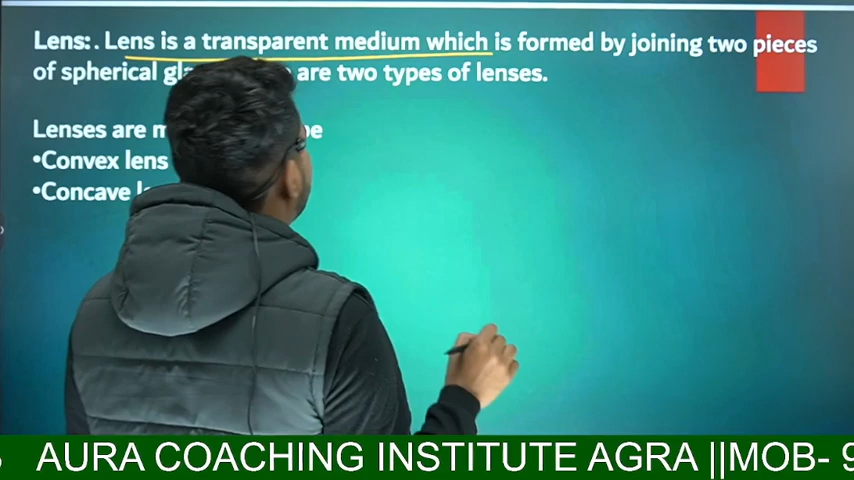 Lens: . Lens is a transparent medium which is formed by joining two pieces
of spherical are two types of lenses.
Lenses are
•Convex lens
•Concave
AURA COACHING INSTITUTE AGRA ||MOB- 9